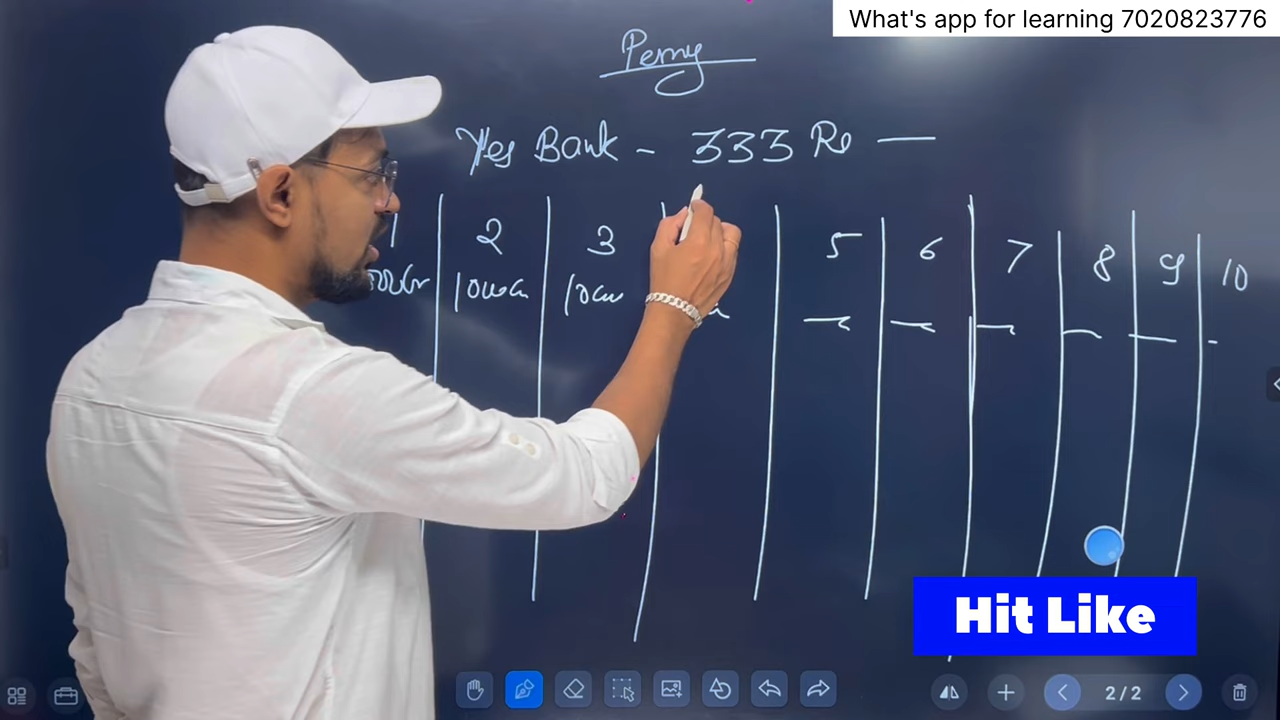 What's app for learning 7020823776
Penny
Yes Bank - 333 Rs —
1 2 3 5 6 7 8 9 10
Hit Like
2/2